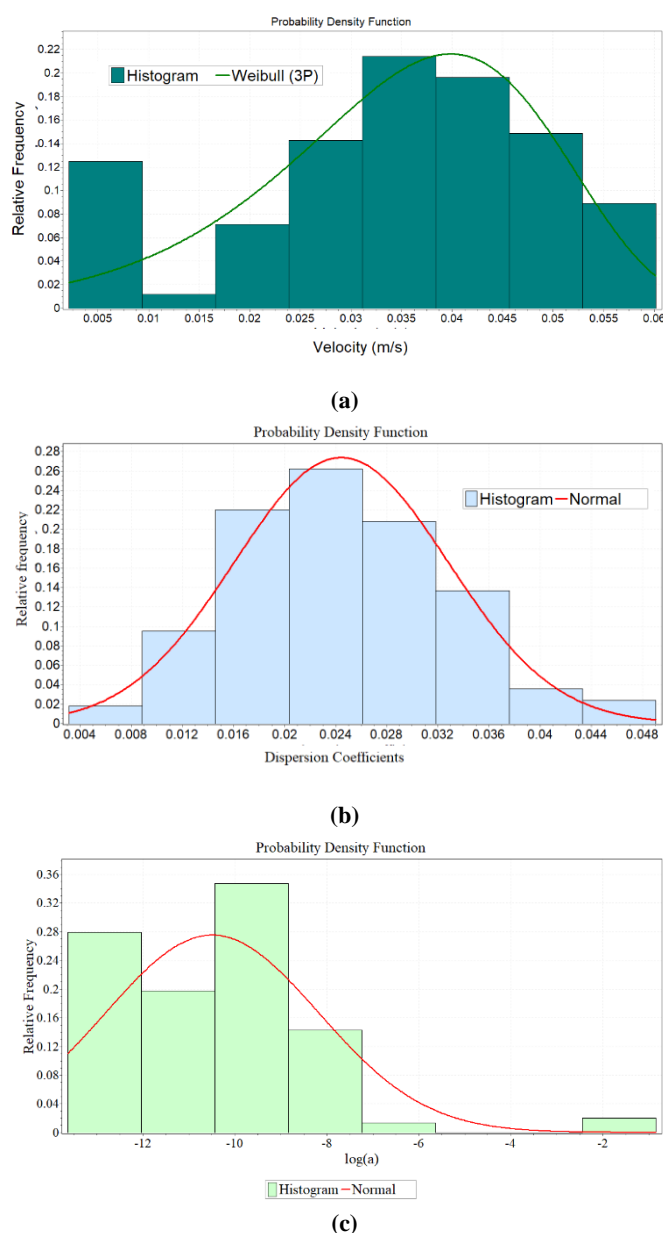 Probability Density Function
0.22
0.2
0.18
0.16
0.14
0.12
0.1
0.08
0.06
0.04
0.02
0
Relative Frequency
Histogram Weibull (3P)
0.005 0.01 0.015 0.02 0.025 0.03 0.035 0.04 0.045 0.05 0.055 0.06
Velocity (m/s)
(a)
Probability Density Function
0.28
0.26
0.24
0.22
0.2
0.18
0.16
0.14
0.12
0.1
0.08
0.06
0.04
0.02
0
Relative frequency
Histogram Normal
0.004 0.008 0.012 0.016 0.02 0.024 0.028 0.032 0.036 0.04 0.044 0.048
Dispersion Coefficients
(b)
Probability Density Function
0.36
0.32
0.28
0.24
0.2
0.16
0.12
0.08
0.04
0
Relative Frequency
-12 -10 -8 -6 -4 -2
log(a)
Histogram Normal
(c)